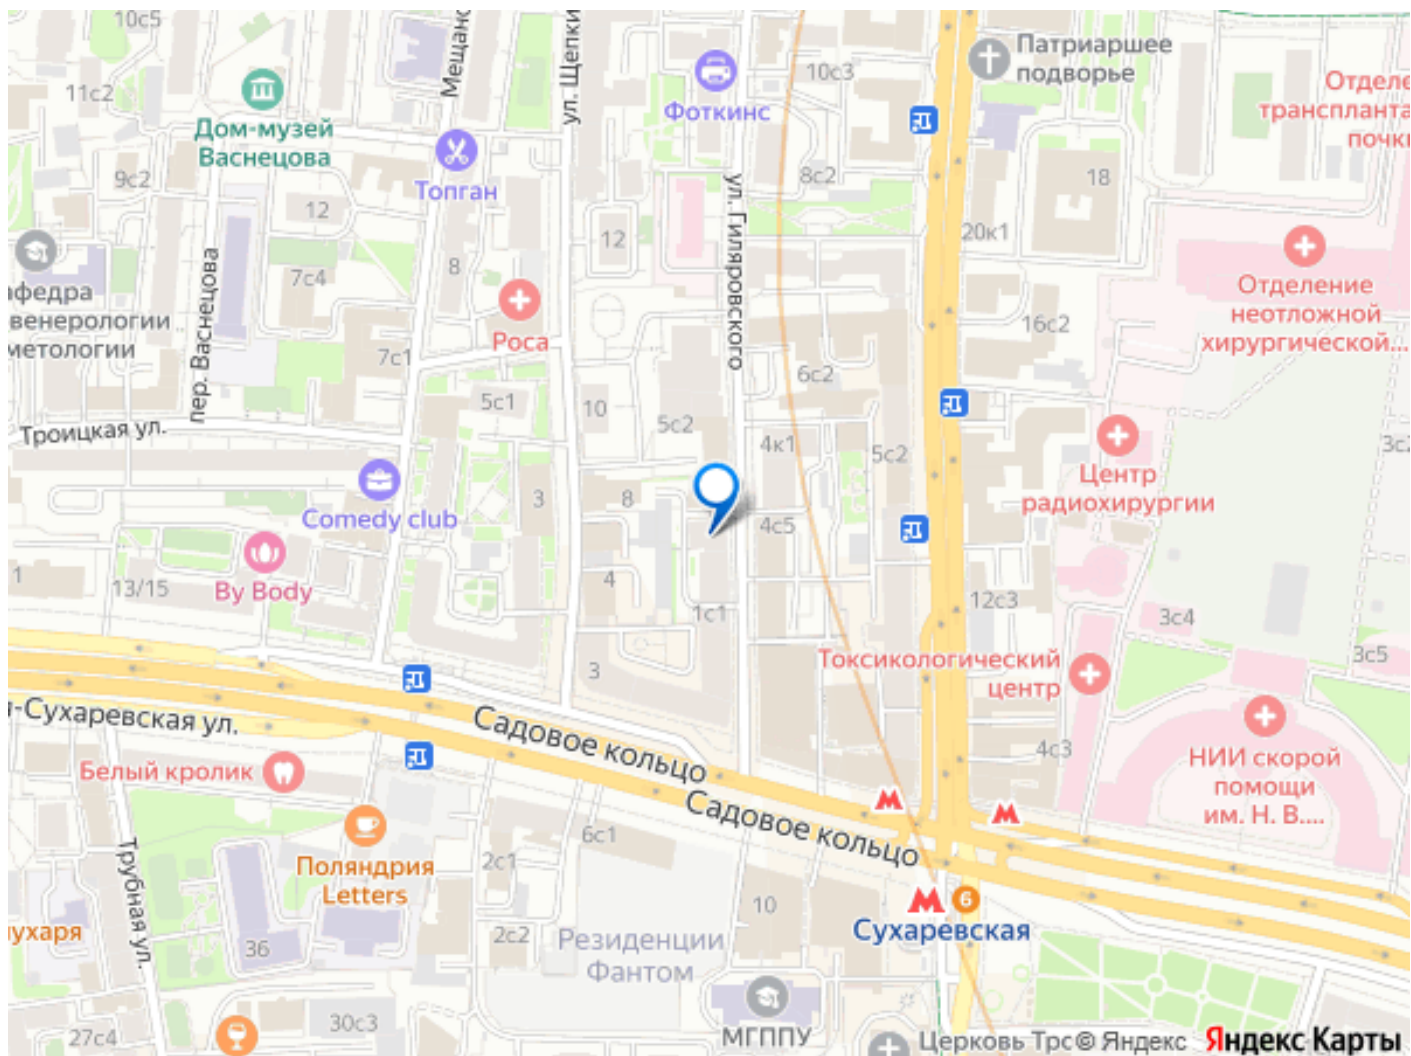 10с5
Мещанс
ул. Щепки
Фоткинс
10с3
Патриаршее
подворье
Отделе
трансплант
почк
11с2
Дом-музей
Васнецова
Топган
9с2
12
8с2
18
20к1
ул. Гиляровского
пер. Васнецова
афедра
венерологии
метологии
7с4
8
12
Роса
7с1
Отделение
неотложной
хирургической...
16с2
6с2
5с1
10
5с2
4к1
5с2
Троицкая ул.
3с2
Центр
радиохирургии
Comedy club
3
8
4с5
By Body
1
13/15
4
1с1
12с3
3с4
3с5
Токсикологический
центр
3
-Сухаревская ул.
Садовое кольцо
Садовое кольцо
4с3
НИИ скорой
помощи
им. Н. В....
Белый кролик
Поляндрия
Letters
Трубная ул.
6с1
2с1
10
6
Сухаревская
ухаря
36
2с2
Резиденции
Фантом
27с4
30с3
МГППУ
Церковь Трс
© Яндекс
Яндекс Карты